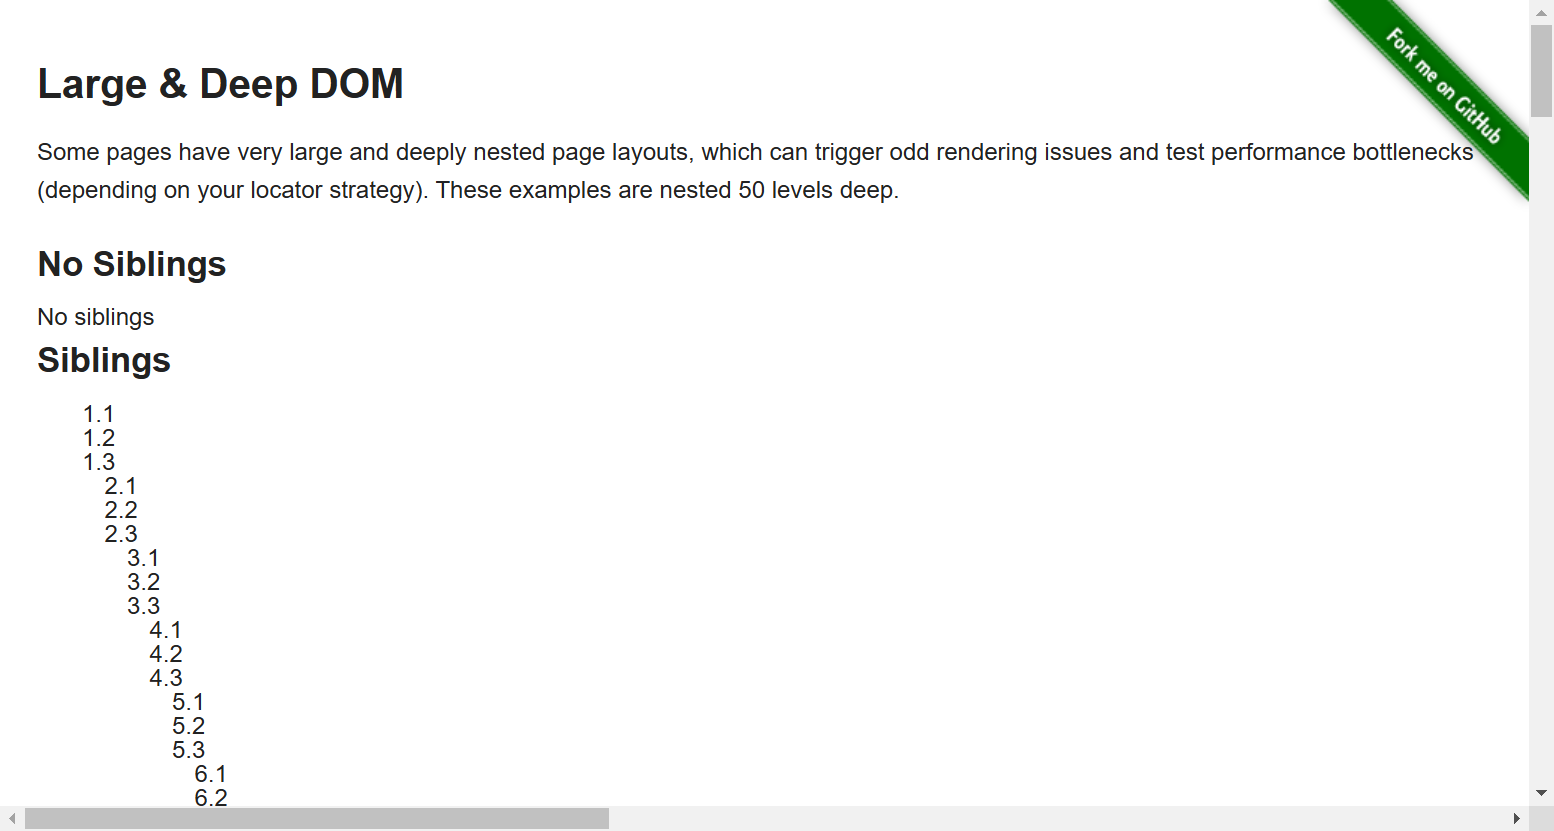 Fork me on GitHub
Large & Deep DOM
Some pages have very large and deeply nested page layouts, which can trigger odd rendering issues and test performance bottlenecks
(depending on your locator strategy). These examples are nested 50 levels deep.
No Siblings
No siblings
Siblings
1.1
1.2
1.3
2.1
2.2
2.3
3.1
3.2
3.3
4.1
4.2
4.3
5.1
5.2
5.3
6.1
6.2